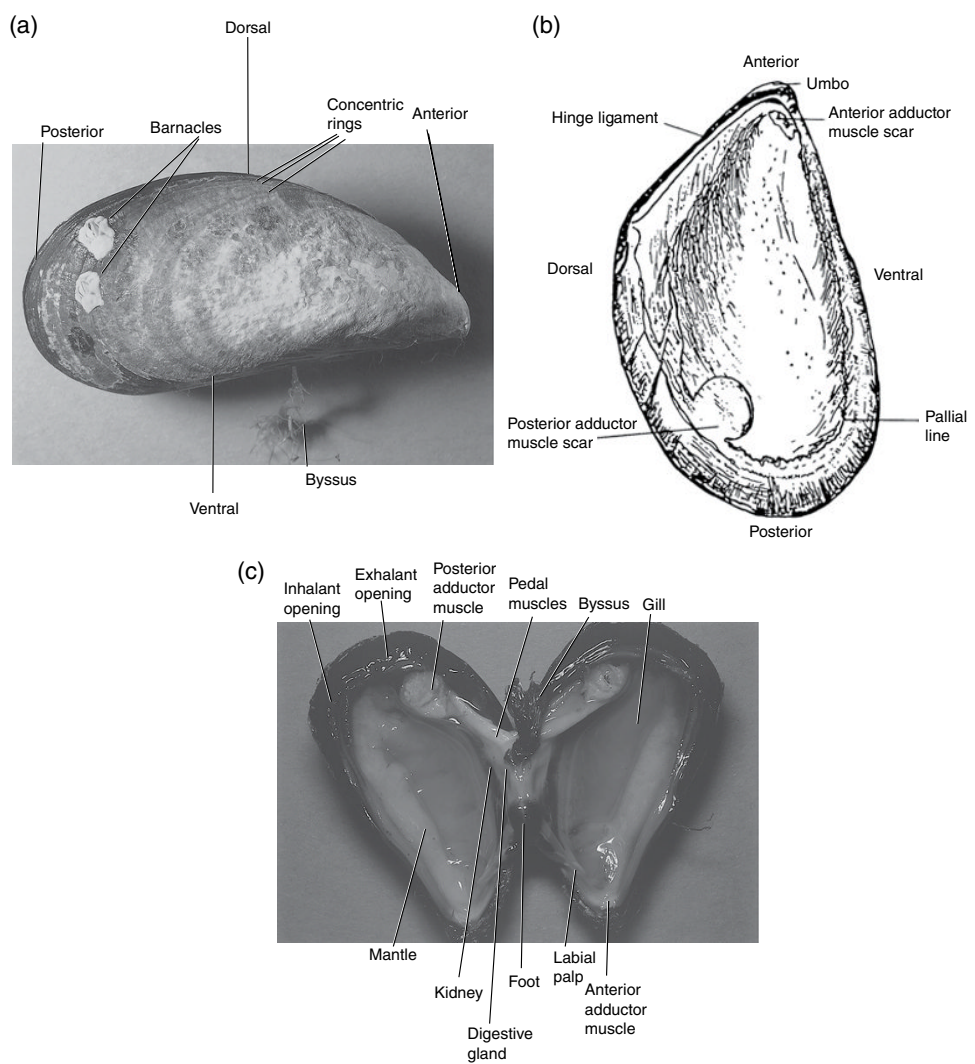 (a)
Dorsal
Concentric
rings
Anterior
Barnacles
Posterior
Byssus
Ventral
(b)
Anterior
Umbo
Hinge ligament
Anterior adductor
muscle scar
Dorsal
Ventral
Posterior adductor
muscle scar
Pallial
line
Posterior
(c)
Inhalant
opening
Exhalant
opening
Posterior
adductor
muscle
Pedal
muscles
Byssus
Gill
Mantle
Kidney
Digestive
gland
Foot
Labial
palp
Anterior
adductor
muscle